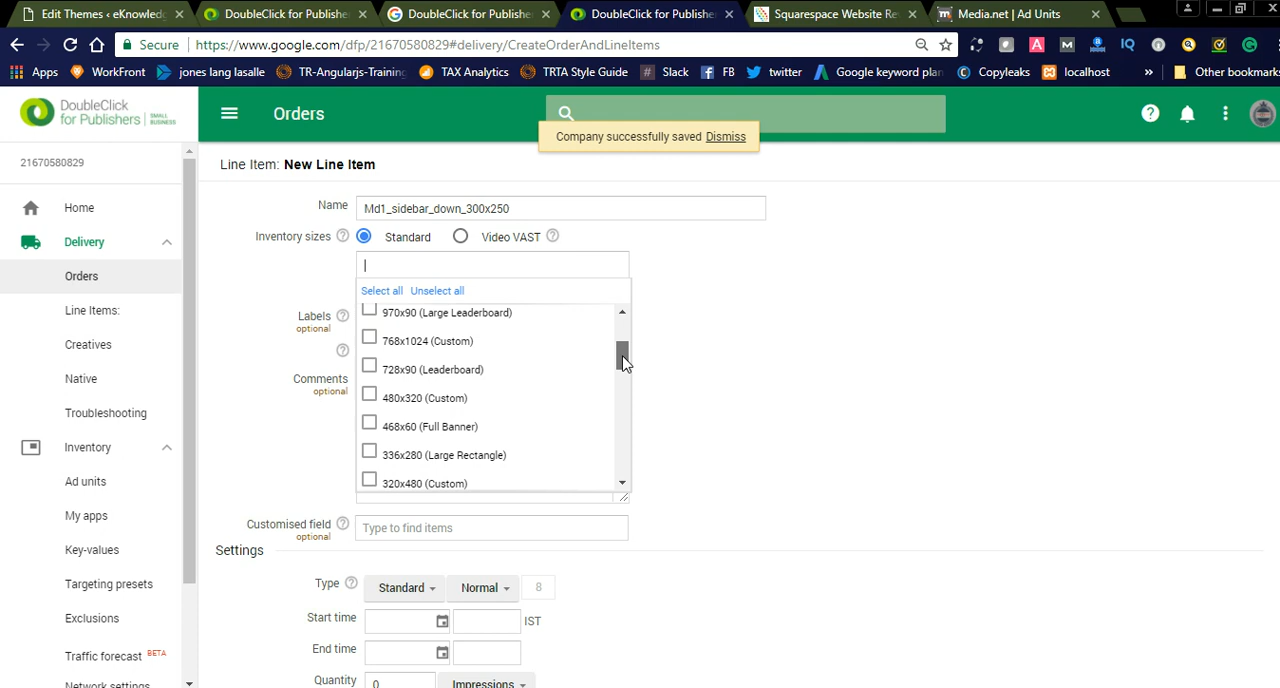 Edit Themes ‹ eKnowled
DoubleClick for Publishe
DoubleClick for Publishe
DoubleClick for Publishe
Squarespace Website Re
Media.net | Ad Units
Secure
https://www.google.com/dfp/21670580829#delivery/CreateOrderAndLineItems
Apps
WorkFront
jones lang lasalle
TR-Angularjs-Training
TAX Analytics
TRTA Style Guide
Slack
FB
twitter
Google keyword plan
Copyleaks
localhost
»
Other bookmarks
DoubleClick
for Publishers
SMALL
BUSINESS
Orders
Company successfully saved Dismiss
21670580829
Line Item: New Line Item
Home
Delivery
Orders
Line Items:
Creatives
Native
Troubleshooting
Inventory
Ad units
My apps
Key-values
Targeting presets
Exclusions
Traffic forecast BETA
Network settings
Name
Md1_sidebar_down_300x250
Inventory sizes
Standard
Video VAST
Select all
Unselect all
970x90 (Large Leaderboard)
768x1024 (Custom)
728x90 (Leaderboard)
480x320 (Custom)
468x60 (Full Banner)
336x280 (Large Rectangle)
320x480 (Custom)
Labels
optional
Comments
optional
Customised field
optional
Type to find items
Settings
Type
Standard
Normal
8
Start time
IST
End time
Quantity
0
Impressions